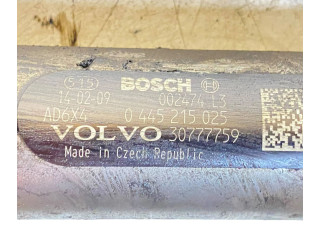 (515) BOSCH
14-02-09 002474 L3
AD6X4 0 445 215 025
VOLVO 30777759
Made in Czech Republic